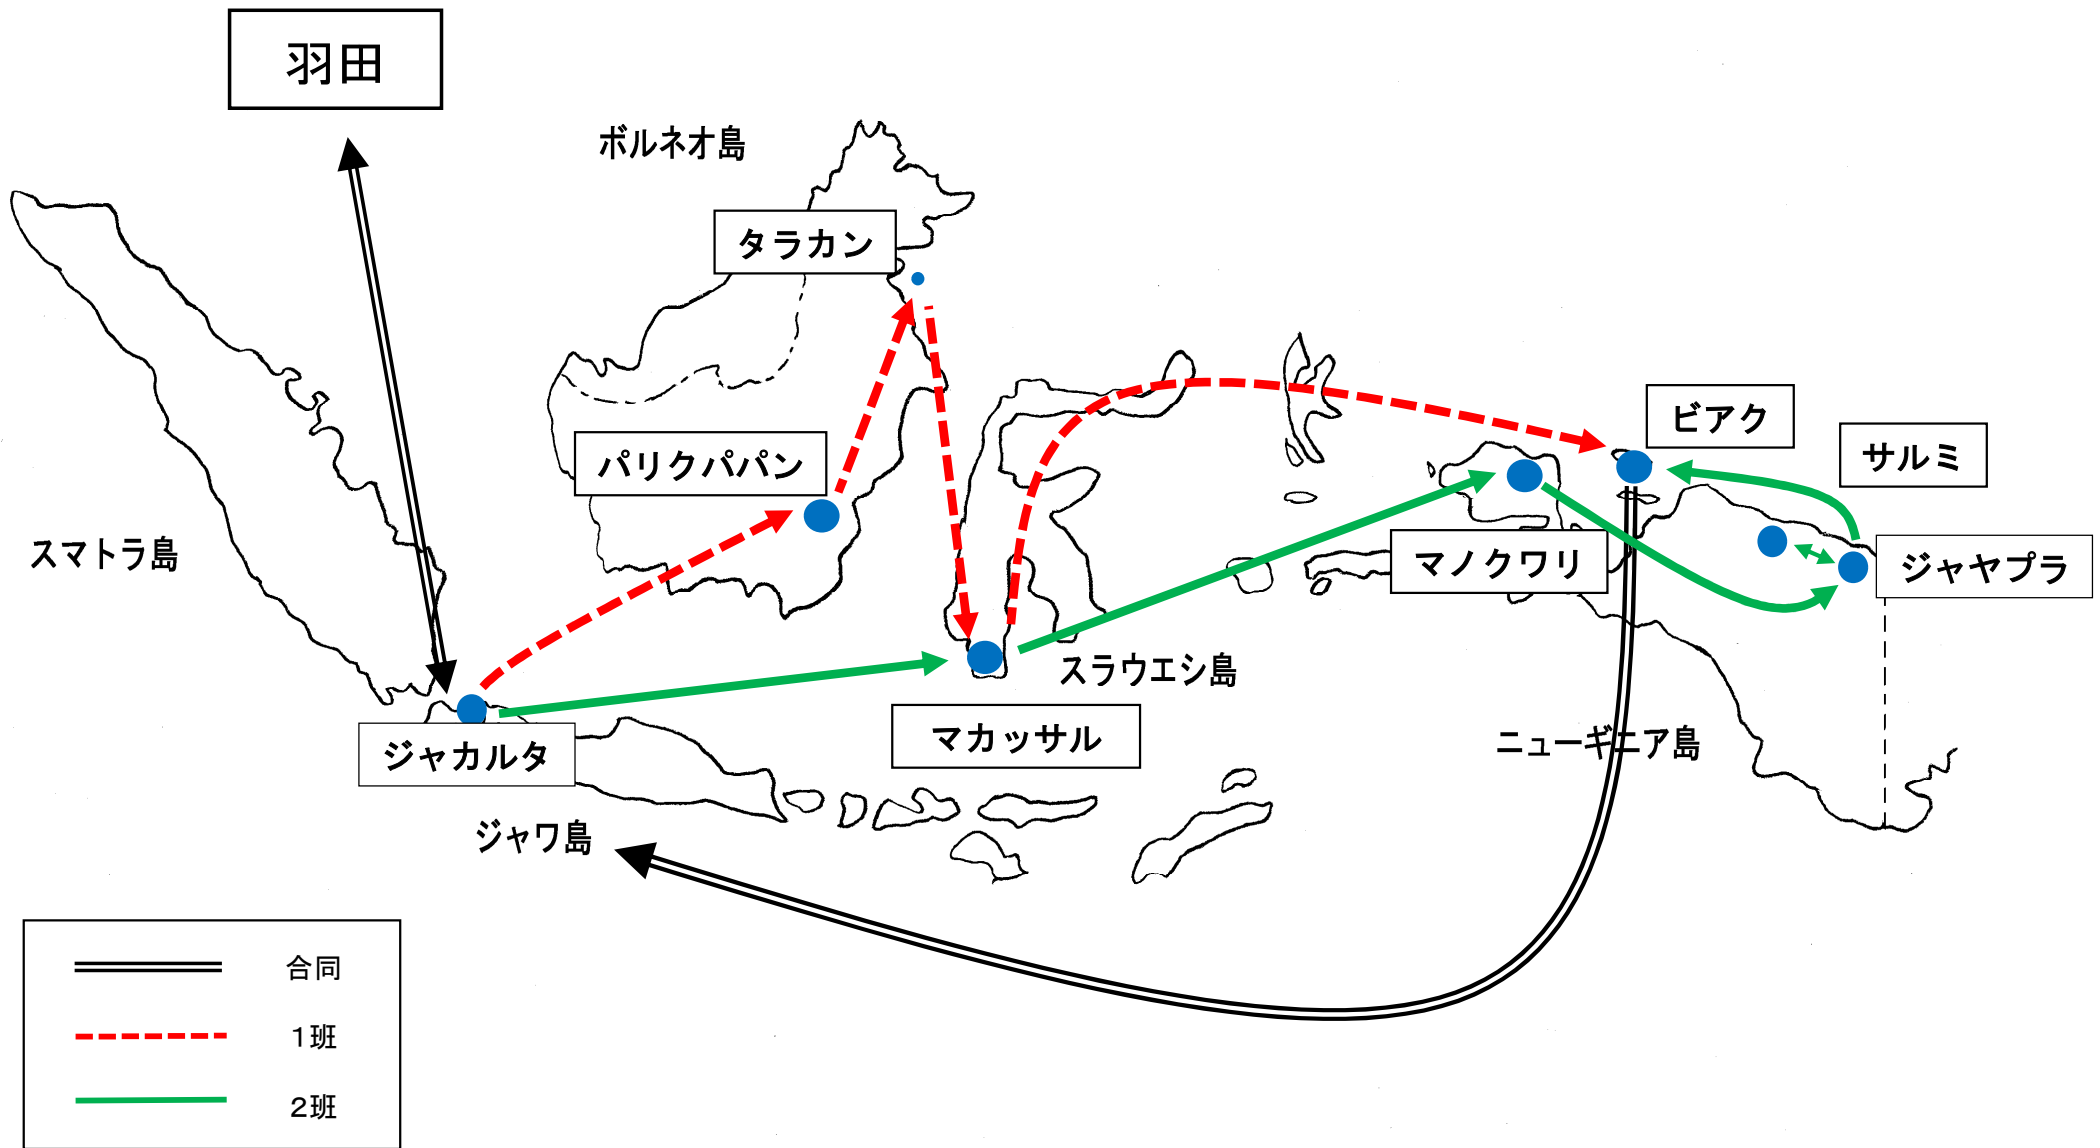 羽田
ボルネオ島
タラカン
ビアク
サルミ
パリクパパン
スマトラ島
マノクワリ
ジャヤプラ
スラウエシ島
マカッサル
ニューギニア島
ジャカルタ
ジャワ島
合同
1班
2班